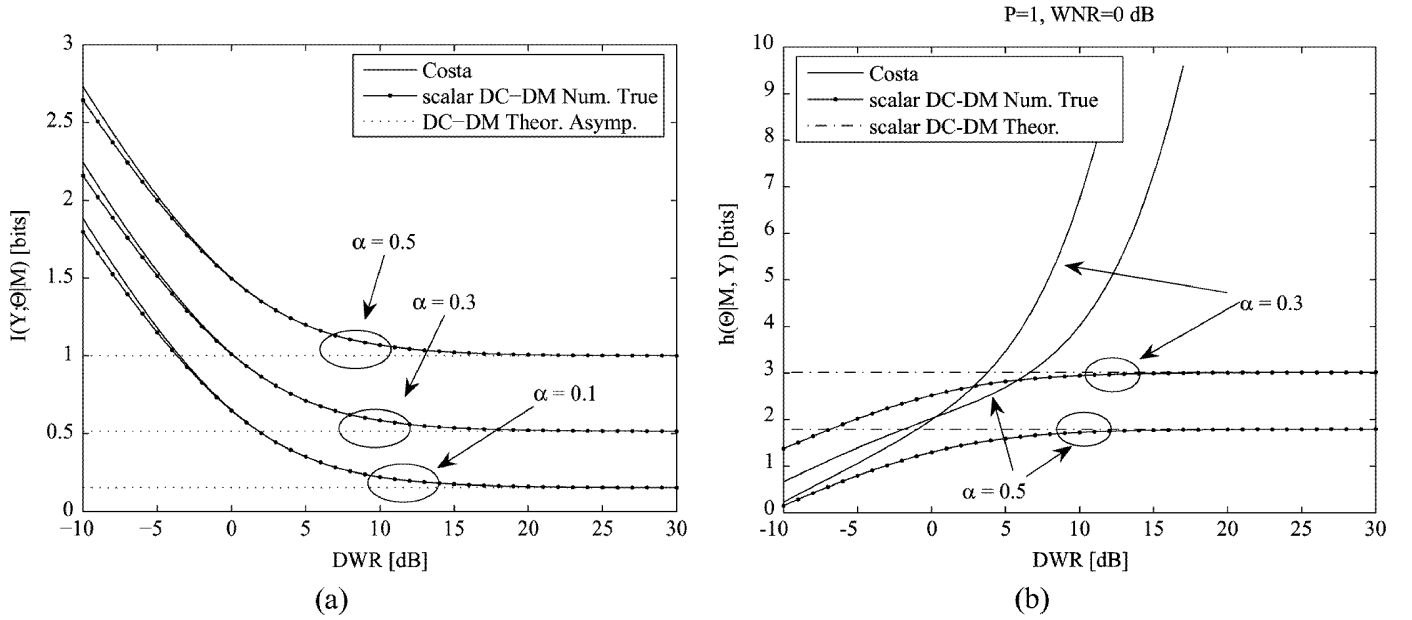 3
2.5
2
1.5
1
0.5
0
−10
−5
0
5
10
15
20
25
30
I(Y;Θ|M) [bits]
DWR [dB]
Costa
scalar DC−DM Num. True
DC−DM Theor. Asymp.
α = 0.5
α = 0.3
α = 0.1
(a)
P=1, WNR=0 dB
10
9
8
7
6
5
4
3
2
1
0
-10
-5
0
5
10
15
20
25
30
h(Θ|M, Y) [bits]
DWR [dB]
Costa
scalar DC-DM Num. True
scalar DC-DM Theor.
α = 0.3
α = 0.5
(b)